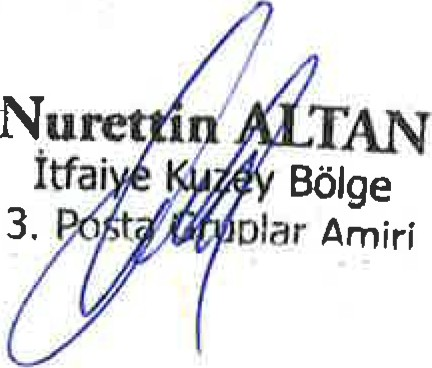 Nurettin ALTAN
İtfaiye Kuzey Bölge
3. Posta Gruplar Amiri